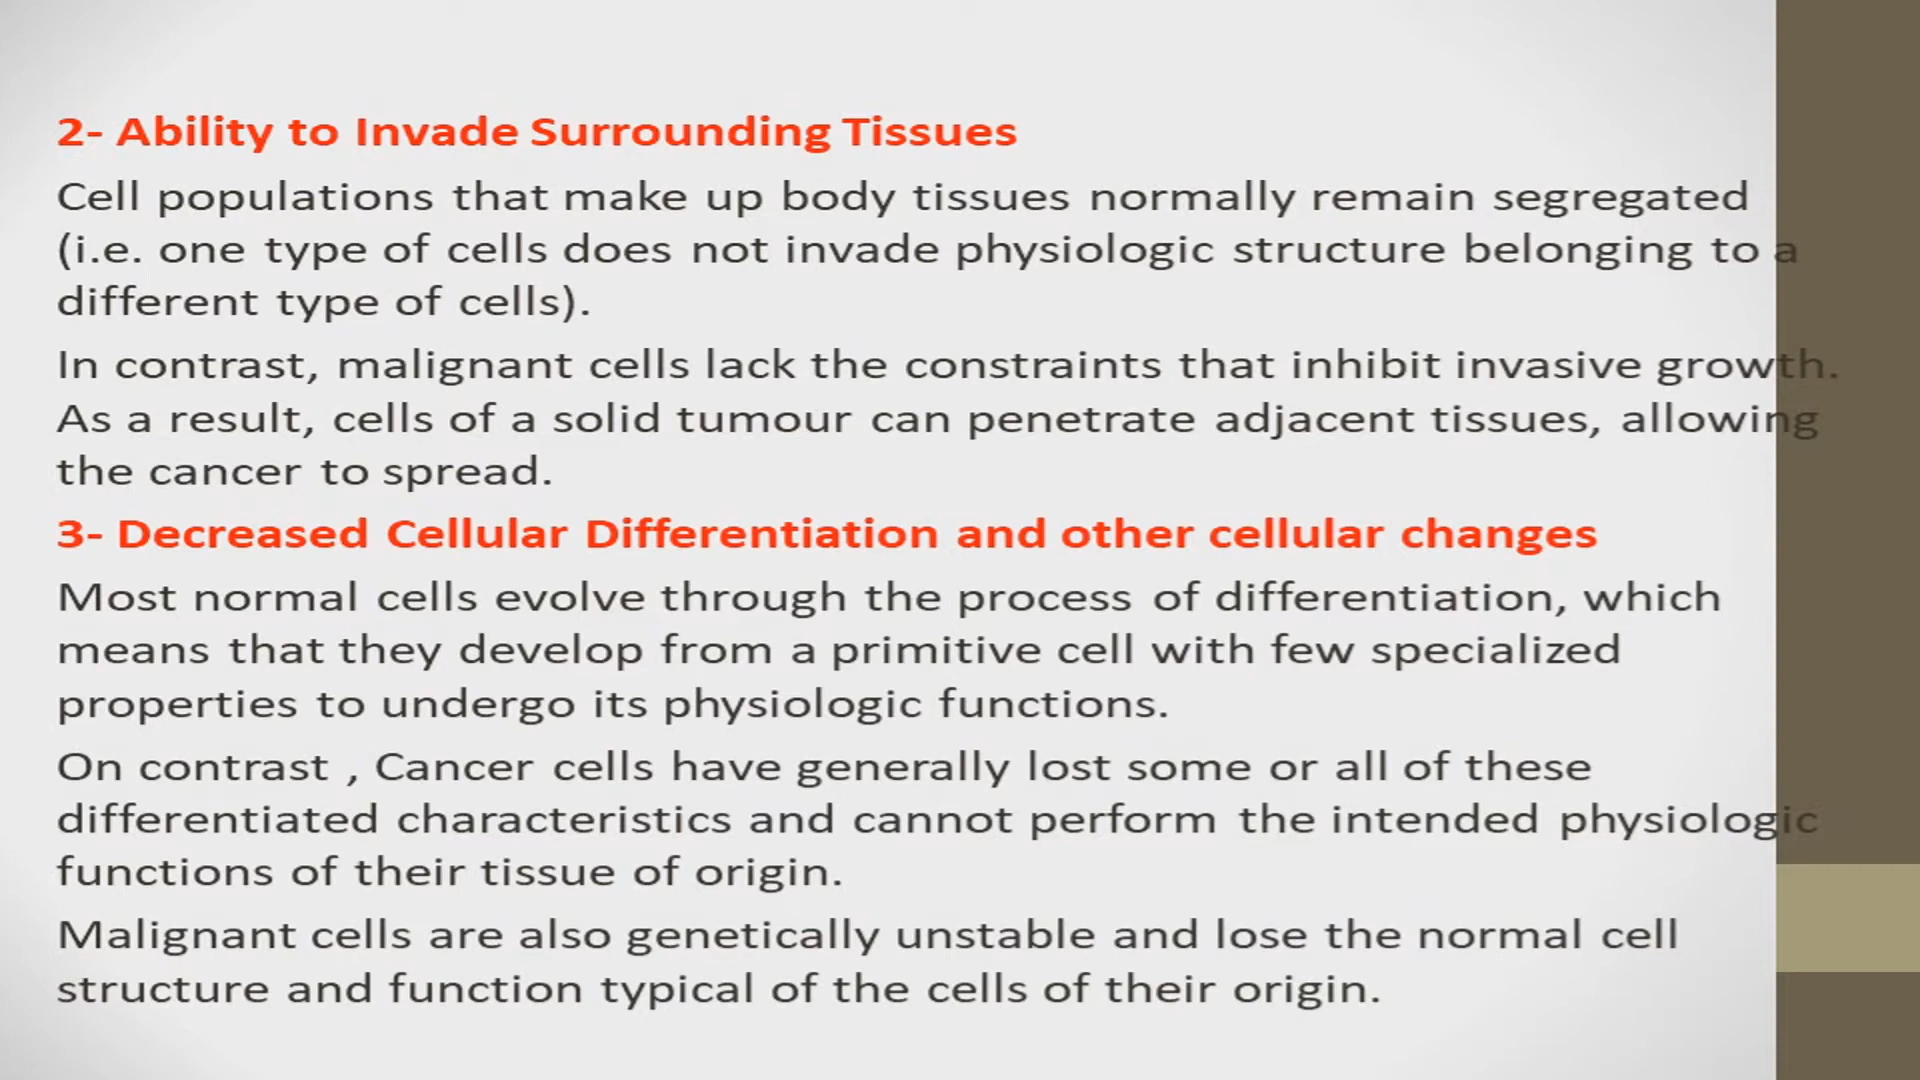 2- Ability to Invade Surrounding Tissues
Cell populations that make up body tissues normally remain segregated
(i.e. one type of cells does not invade physiologic structure belonging to a
different type of cells).
In contrast, malignant cells lack the constraints that inhibit invasive growth.
As a result, cells of a solid tumour can penetrate adjacent tissues, allowing
the cancer to spread.
3- Decreased Cellular Differentiation and other cellular changes
Most normal cells evolve through the process of differentiation, which
means that they develop from a primitive cell with few specialized
properties to undergo its physiologic functions.
On contrast , Cancer cells have generally lost some or all of these
differentiated characteristics and cannot perform the intended physiologic
functions of their tissue of origin.
Malignant cells are also genetically unstable and lose the normal cell
structure and function typical of the cells of their origin.